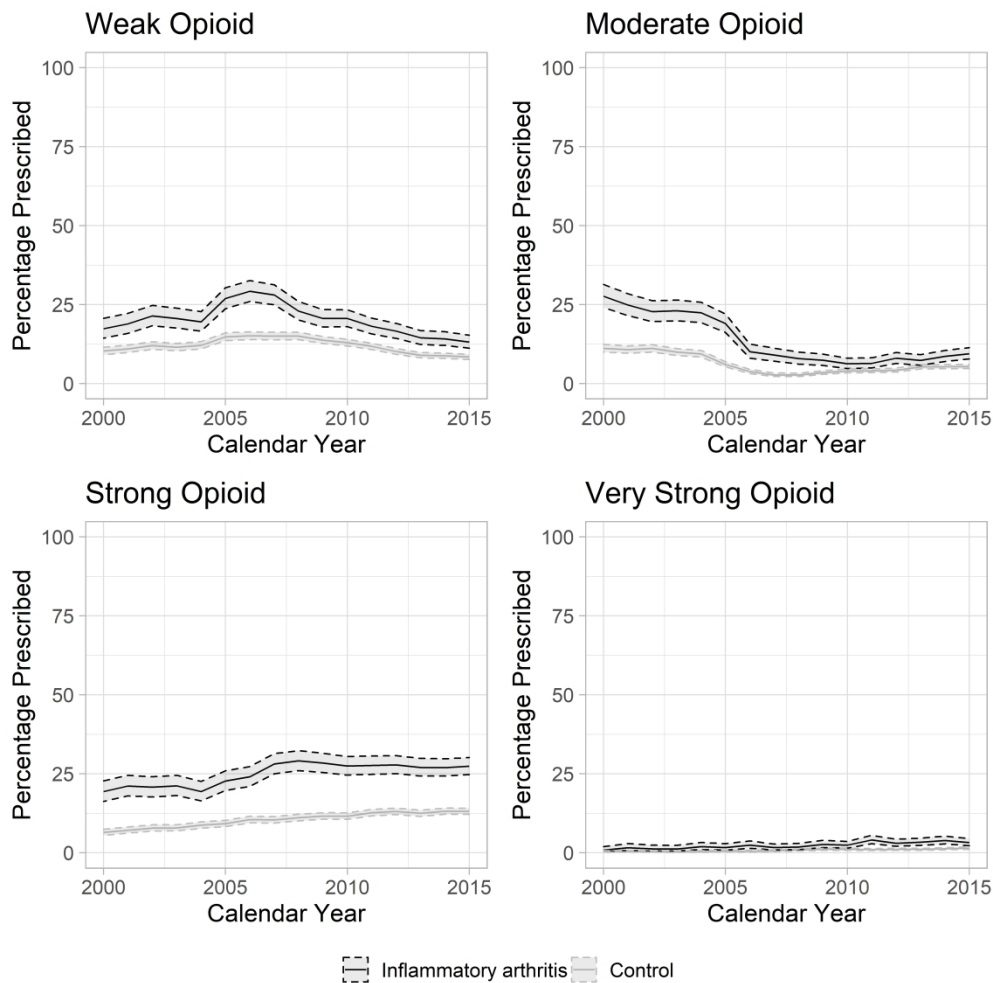 Weak Opioid
Percentage Prescribed
100
75
50
25
0
2000 2005 2010 2015
Calendar Year
Moderate Opioid
Percentage Prescribed
100
75
50
25
0
2000 2005 2010 2015
Calendar Year
Strong Opioid
Percentage Prescribed
100
75
50
25
0
2000 2005 2010 2015
Calendar Year
Very Strong Opioid
Percentage Prescribed
100
75
50
25
0
2000 2005 2010 2015
Calendar Year
Inflammatory arthritis Control